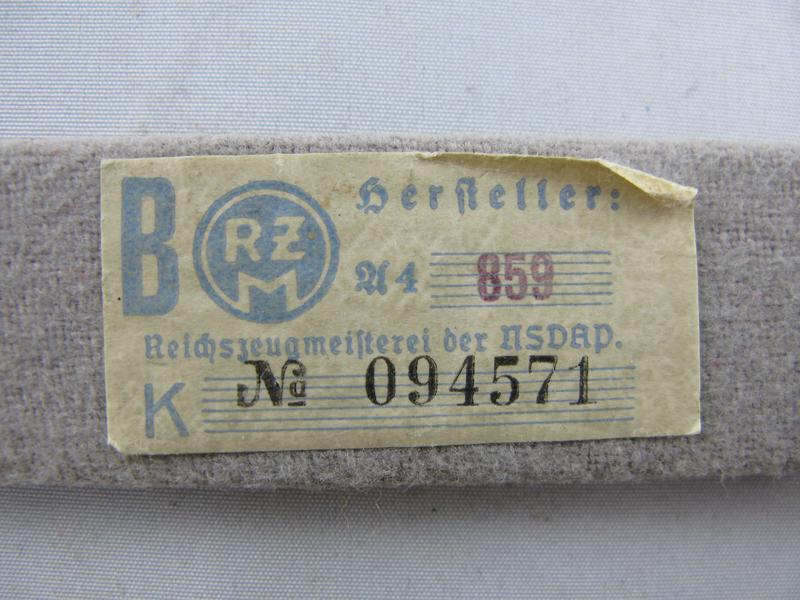 B RZM Hersteller:
A4 859
Reichszeugmeisterei der NSDAP.
K No 094571